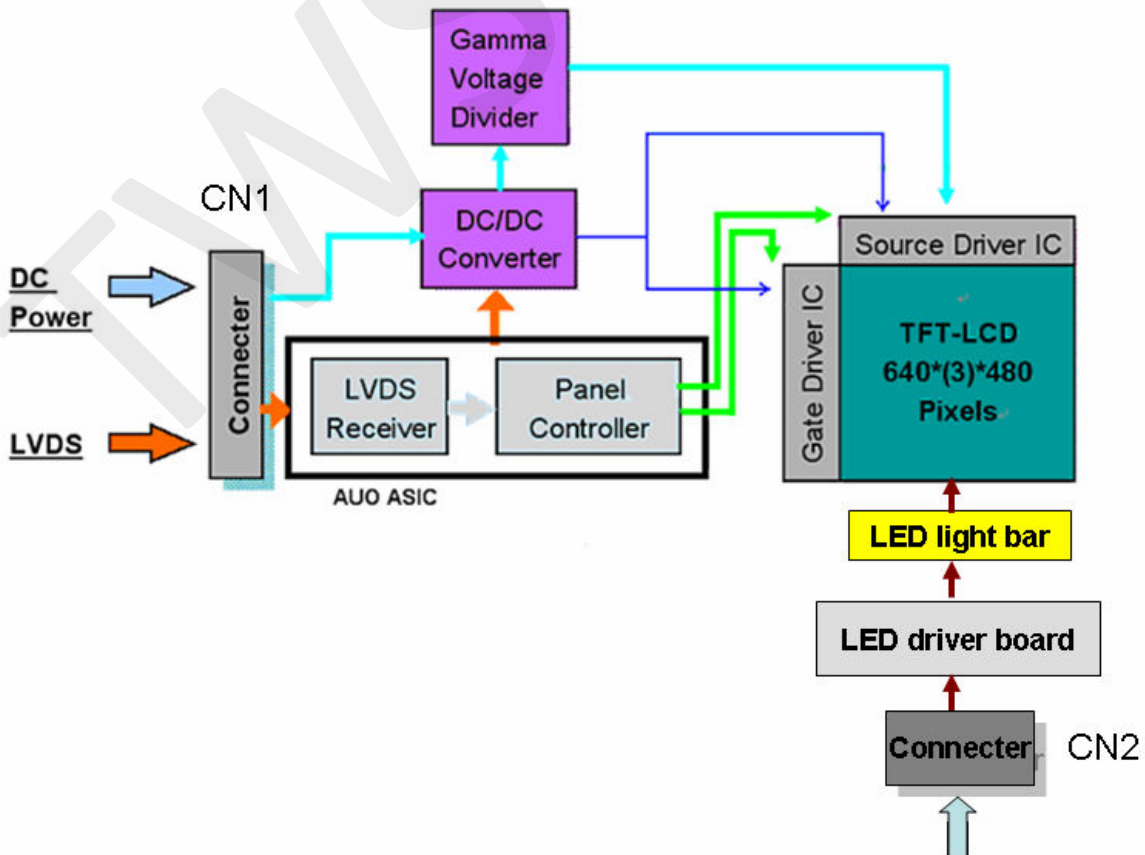 Gamma
Voltage
Divider
CN1
DC/DC
Converter
DC
Power
LVDS
Connecter
LVDS
Receiver
Panel
Controller
AUO ASIC
Source Driver IC
Gate Driver IC
TFT-LCD
640*(3)*480
Pixels
LED light bar
LED driver board
Connecter
CN2